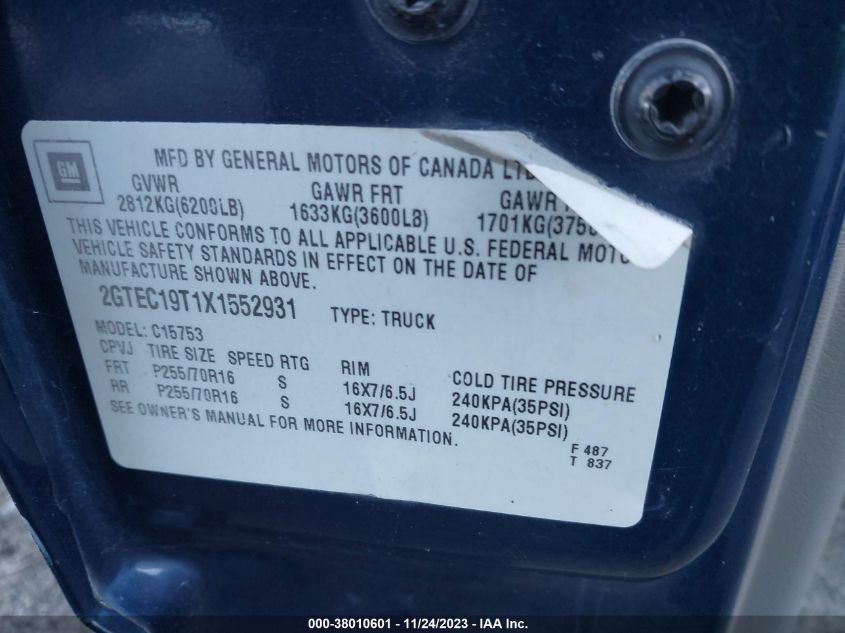 GM
MFD BY GENERAL MOTORS OF CANADA LTD
GVWR GAWR FRT GAWR
2812KG(6200LB) 1633KG(3600LB) 1701KG(375
THIS VEHICLE CONFORMS TO ALL APPLICABLE U.S. FEDERAL MOTO
VEHICLE SAFETY STANDARDS IN EFFECT ON THE DATE OF
MANUFACTURE SHOWN ABOVE.
2GTEC19T1X1552931 TYPE: TRUCK
MODEL: C15753
CPVJ TIRE SIZE SPEED RTG RIM COLD TIRE PRESSURE
FRT P255/70R16 S 16X7/6.5J 240KPA(35PSI)
RR P255/70R16 S 16X7/6.5J 240KPA(35PSI)
SEE OWNER'S MANUAL FOR MORE INFORMATION.
F 487
T 837
000-38010601 - 11/24/2023 - IAA Inc.